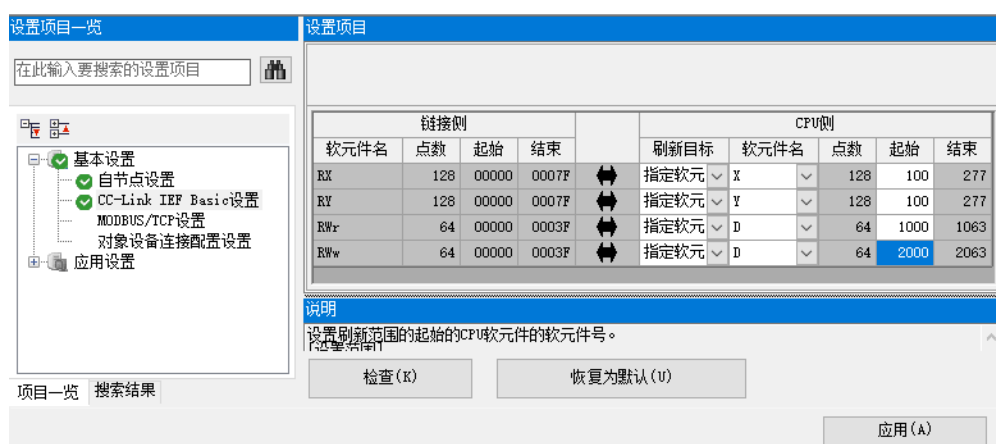 设置项目一览
在此输入要搜索的设置项目
基本设置
自节点设置
CC-Link IEF Basic设置
MODBUS/TCP设置
对象设备连接配置设置
应用设置
项目一览 搜索结果
设置项目
链接侧 CPU侧
软元件名 点数 起始 结束 刷新目标 软元件名 点数 起始 结束
RX 128 00000 0007F 指定软元 X 128 100 277
RY 128 00000 0007F 指定软元 Y 128 100 277
RWr 64 00000 0003F 指定软元 D 64 1000 1063
RWw 64 00000 0003F 指定软元 D 64 2000 2063
说明
设置刷新范围的起始的CPU软元件的软元件号。
[设置范围]
检查(K) 恢复为默认(U)
应用(A)